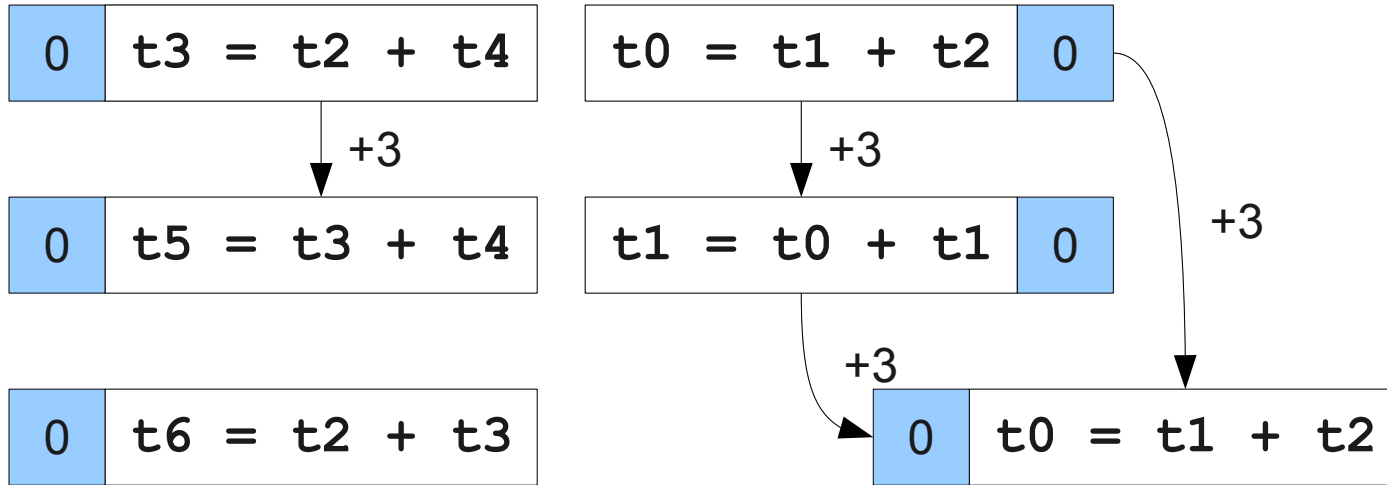 0 t3 = t2 + t4
t0 = t1 + t2 0
+3
+3
+3
0 t5 = t3 + t4
t1 = t0 + t1 0
+3
0 t6 = t2 + t3
0 t0 = t1 + t2